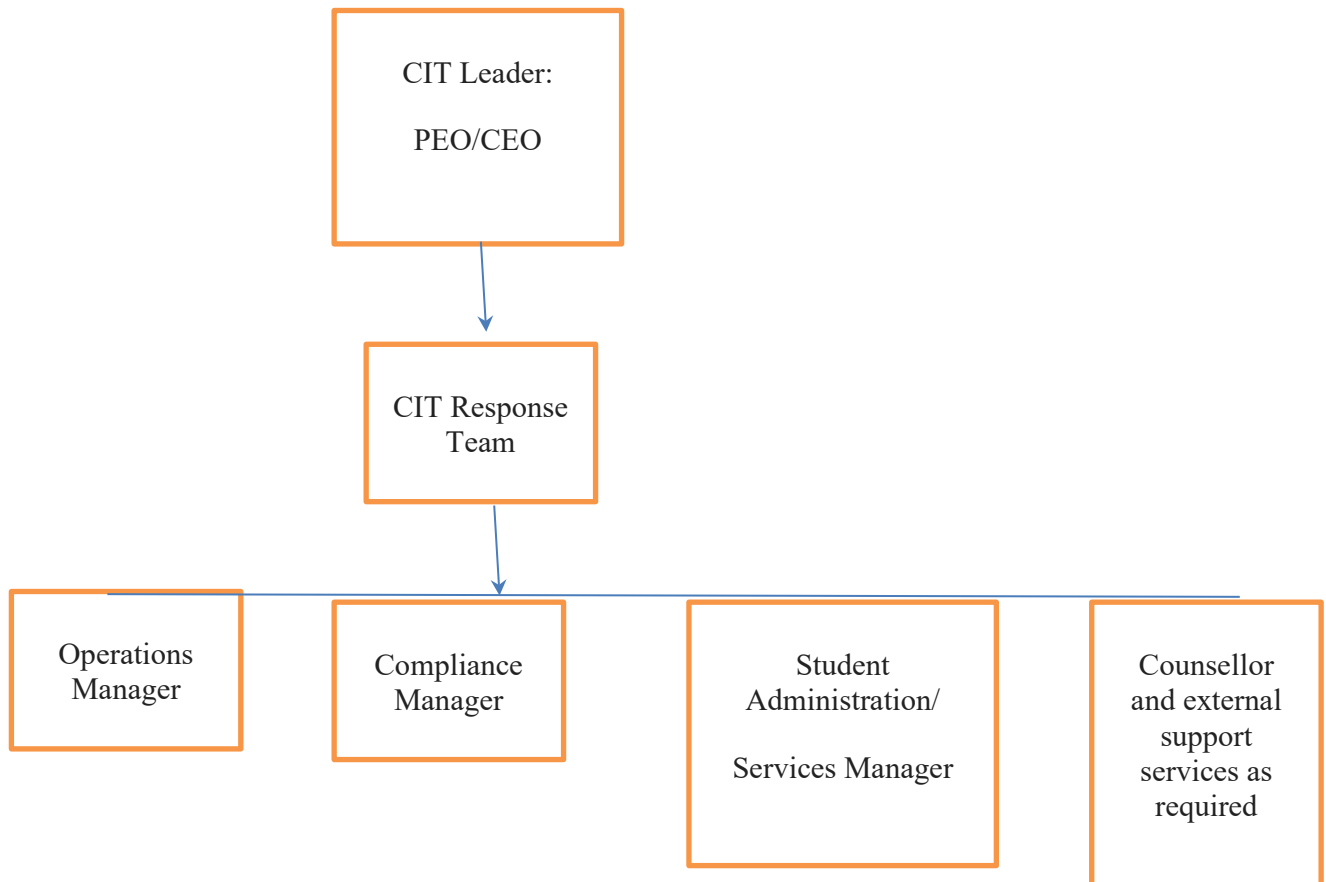 CIT Leader:
PEO/CEO
CIT Response
Team
Operations
Manager
Compliance
Manager
Student
Administration/
Services Manager
Counsellor
and external
support
services as
required